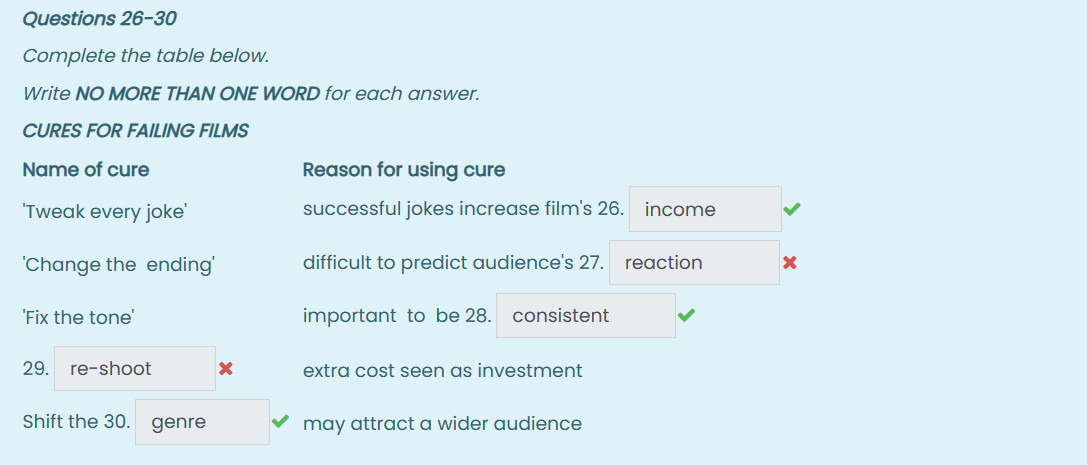 Questions 26-30
Complete the table below.
Write NO MORE THAN ONE WORD for each answer.
CURES FOR FAILING FILMS
Name of cure Reason for using cure
'Tweak every joke' successful jokes increase film's 26. income
'Change the ending' difficult to predict audience's 27. reaction
'Fix the tone' important to be 28. consistent
29. re-shoot extra cost seen as investment
Shift the 30. genre may attract a wider audience